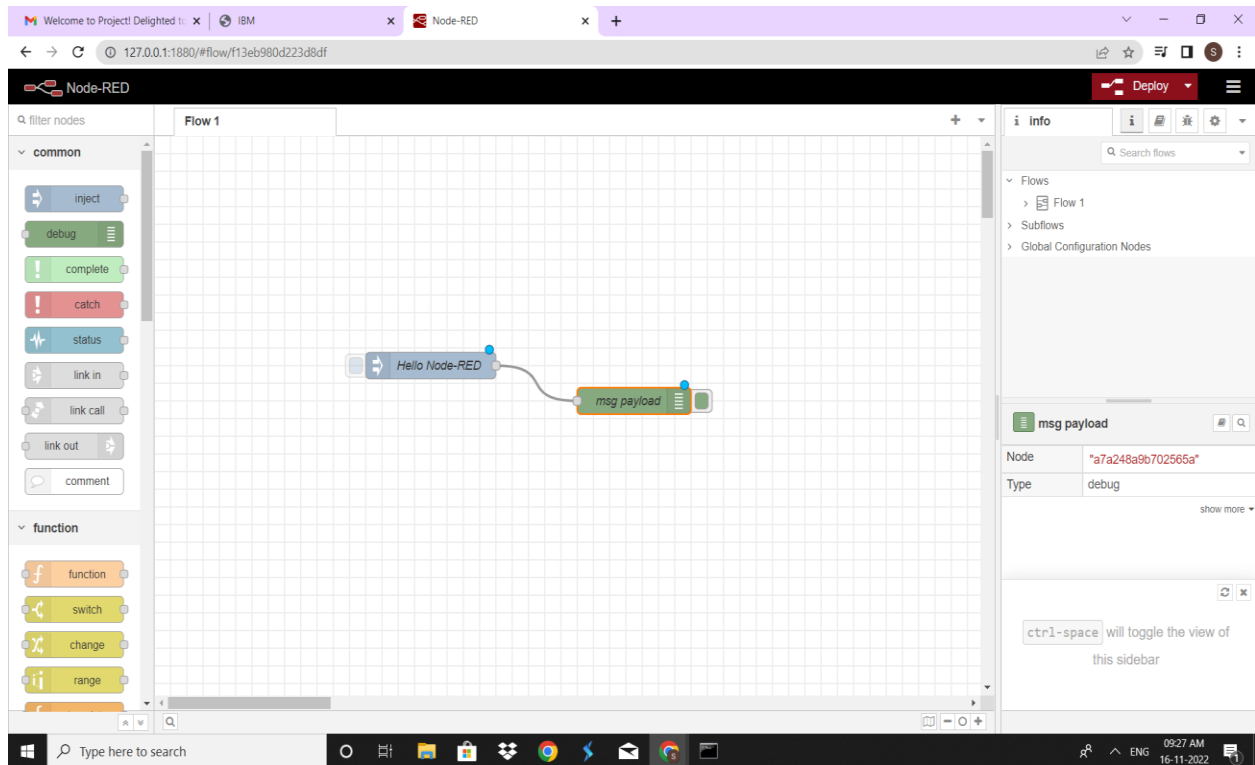 Welcome to Project! Delighted to
IBM
Node-RED
127.0.0.1:1880/#flow/f13eb980d223d8df
S
Node-RED
Deploy
filter nodes
Flow 1
i info
i
common
Search flows
inject
debug
complete
catch
status
link in
link call
link out
comment
function
function
switch
change
range
Flows
Flow 1
Subflows
Global Configuration Nodes
Hello Node-RED
msg payload
msg payload
Node "a7a248a9b702565a"
Type debug
show more
ctrl-space will toggle the view of
this sidebar
Type here to search
ENG
09:27 AM
16-11-2022
1